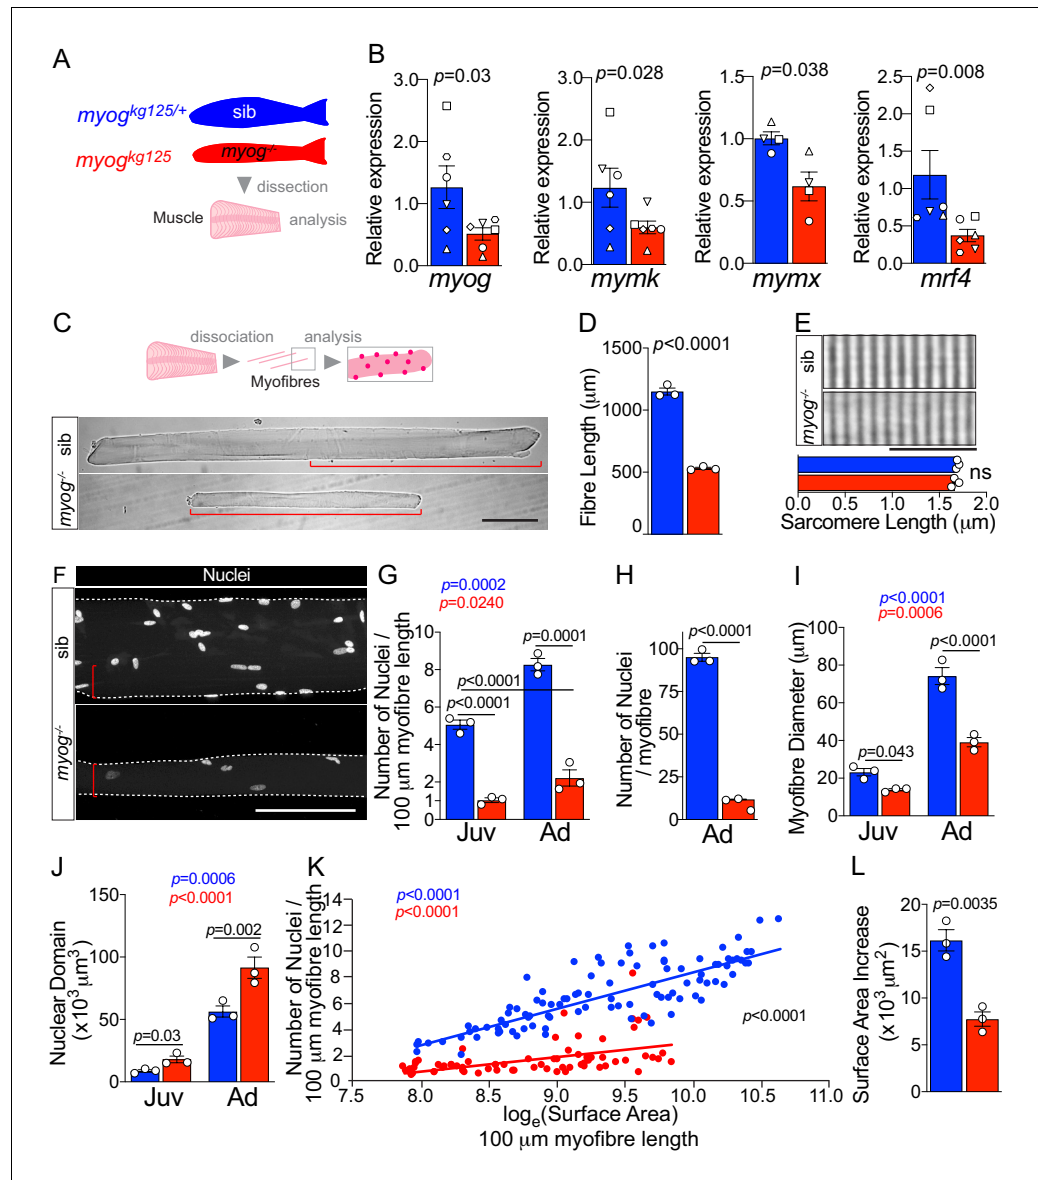 A
myog^kg125/+
sib
myog^kg125
myog-/-
dissection
Muscle
analysis
B
p=0.03
3.0
2.0
1.0
0.0
Relative expression
myog
p=0.028
3.0
2.0
1.0
0.0
Relative expression
mymk
p=0.038
1.5
1.0
0.5
0.0
Relative expression
mymx
p=0.008
2.5
2.0
1.5
1.0
0.5
0.0
Relative expression
mrf4
C
dissociation
analysis
Myofibres
sib
myog-/-
D
p<0.0001
1500
1000
500
0
Fibre Length (μm)
E
sib
myog-/-
ns
0.0 0.5 1.0 1.5 2.0
Sarcomere Length (μm)
F
Nuclei
sib
myog-/-
G
p=0.0002
p=0.0240
p=0.0001
p<0.0001
p<0.0001
10
8
6
4
2
1
0
Number of Nuclei /
100 μm myofibre length
Juv Ad
H
p<0.0001
100
75
50
25
0
Number of Nuclei
/ myofibre
Ad
I
p<0.0001
p=0.0006
p<0.0001
p=0.043
100
80
60
40
20
0
Myofibre Diameter (μm)
Juv Ad
J
p=0.0006
p<0.0001
p=0.002
p=0.03
150
100
50
0
Nuclear Domain
(x 10³ μm³)
Juv Ad
K
p<0.0001
p<0.0001
p<0.0001
14
12
10
8
6
4
2
1
0
Number of Nuclei /
100 μm myofibre length
7.5 8.0 8.5 9.0 9.5 10.0 10.5 11.0
logₑ(Surface Area)
100 μm myofibre length
L
p=0.0035
20
15
10
5
0
Surface Area Increase
(x 10³ μm²)